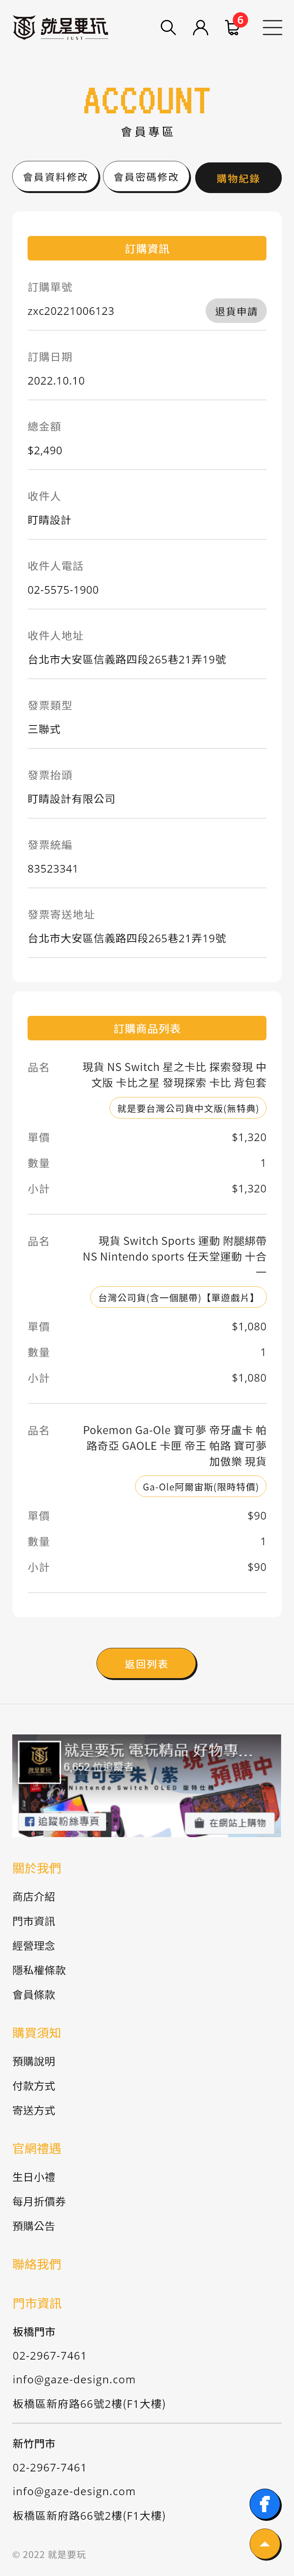 就是要玩
JUST
6
ACCOUNT
會員專區
會員資料修改
會員密碼修改
購物紀錄
訂購資訊
訂購單號
zxc20221006123
退貨申請
訂購日期
2022.10.10
總金額
$2,490
收件人
盯睛設計
收件人電話
02-5575-1900
收件人地址
台北市大安區信義路四段265巷21弄19號
發票類型
三聯式
發票抬頭
盯睛設計有限公司
發票統編
83523341
發票寄送地址
台北市大安區信義路四段265巷21弄19號
訂購商品列表
品名
現貨 NS Switch 星之卡比 探索發現 中
文版 卡比之星 發現探索 卡比 背包套
就是要台灣公司貨中文版(無特典)
單價
$1,320
數量
1
小計
$1,320
品名
現貨 Switch Sports 運動 附腿綁帶
NS Nintendo sports 任天堂運動 十合
一
台灣公司貨(含一個腿帶)【單遊戲片】
單價
$1,080
數量
1
小計
$1,080
品名
Pokemon Ga-Ole 寶可夢 帝牙盧卡 帕
路奇亞 GAOLE 卡匣 帝王 帕路 寶可夢
加傲樂 現貨
Ga-Ole阿爾宙斯(限時特價)
單價
$90
數量
1
小計
$90
返回列表
就是要玩 電玩精品 好物專...
6,652 位追蹤者
寶可夢朱/紫
現正
預購中
Nintendo Switch OLED 豪特仕機
追蹤粉絲專頁
在網站上購物
關於我們
商店介紹
門市資訊
經營理念
隱私權條款
會員條款
購買須知
預購說明
付款方式
寄送方式
官網禮遇
生日小禮
每月折價券
預購公告
聯絡我們
門市資訊
板橋門市
02-2967-7461
info@gaze-design.com
板橋區新府路66號2樓(F1大樓)
新竹門市
02-2967-7461
info@gaze-design.com
板橋區新府路66號2樓(F1大樓)
© 2022 就是要玩